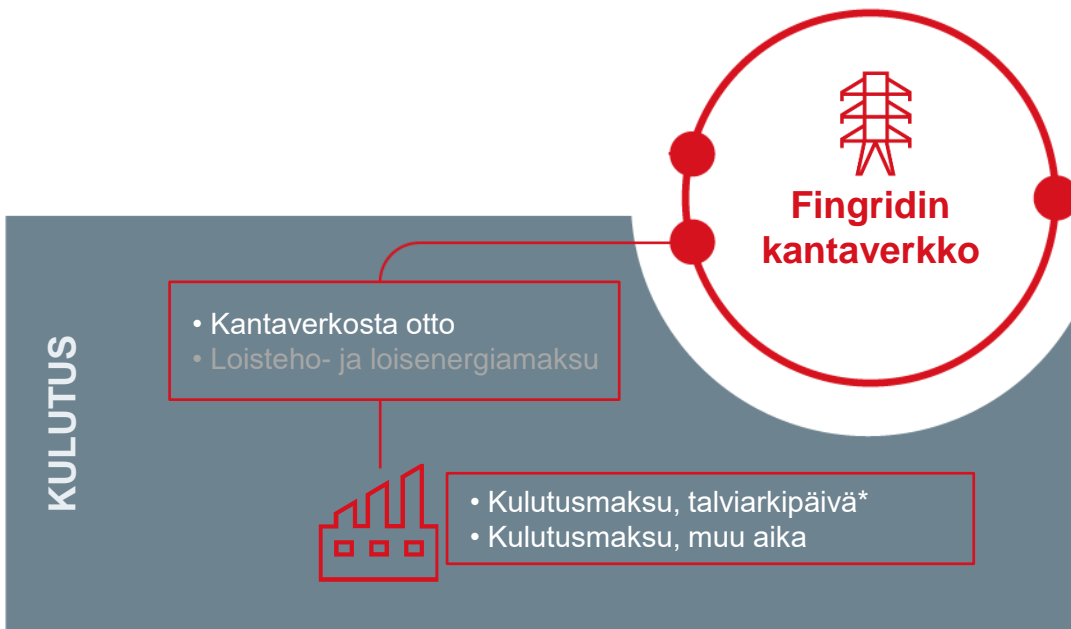 Fingridin
kantaverkko
• Kantaverkosta otto
• Loisteho- ja loisenergiamaksu
KULUTUS
• Kulutusmaksu, talviarkipäivä*
• Kulutusmaksu, muu aika